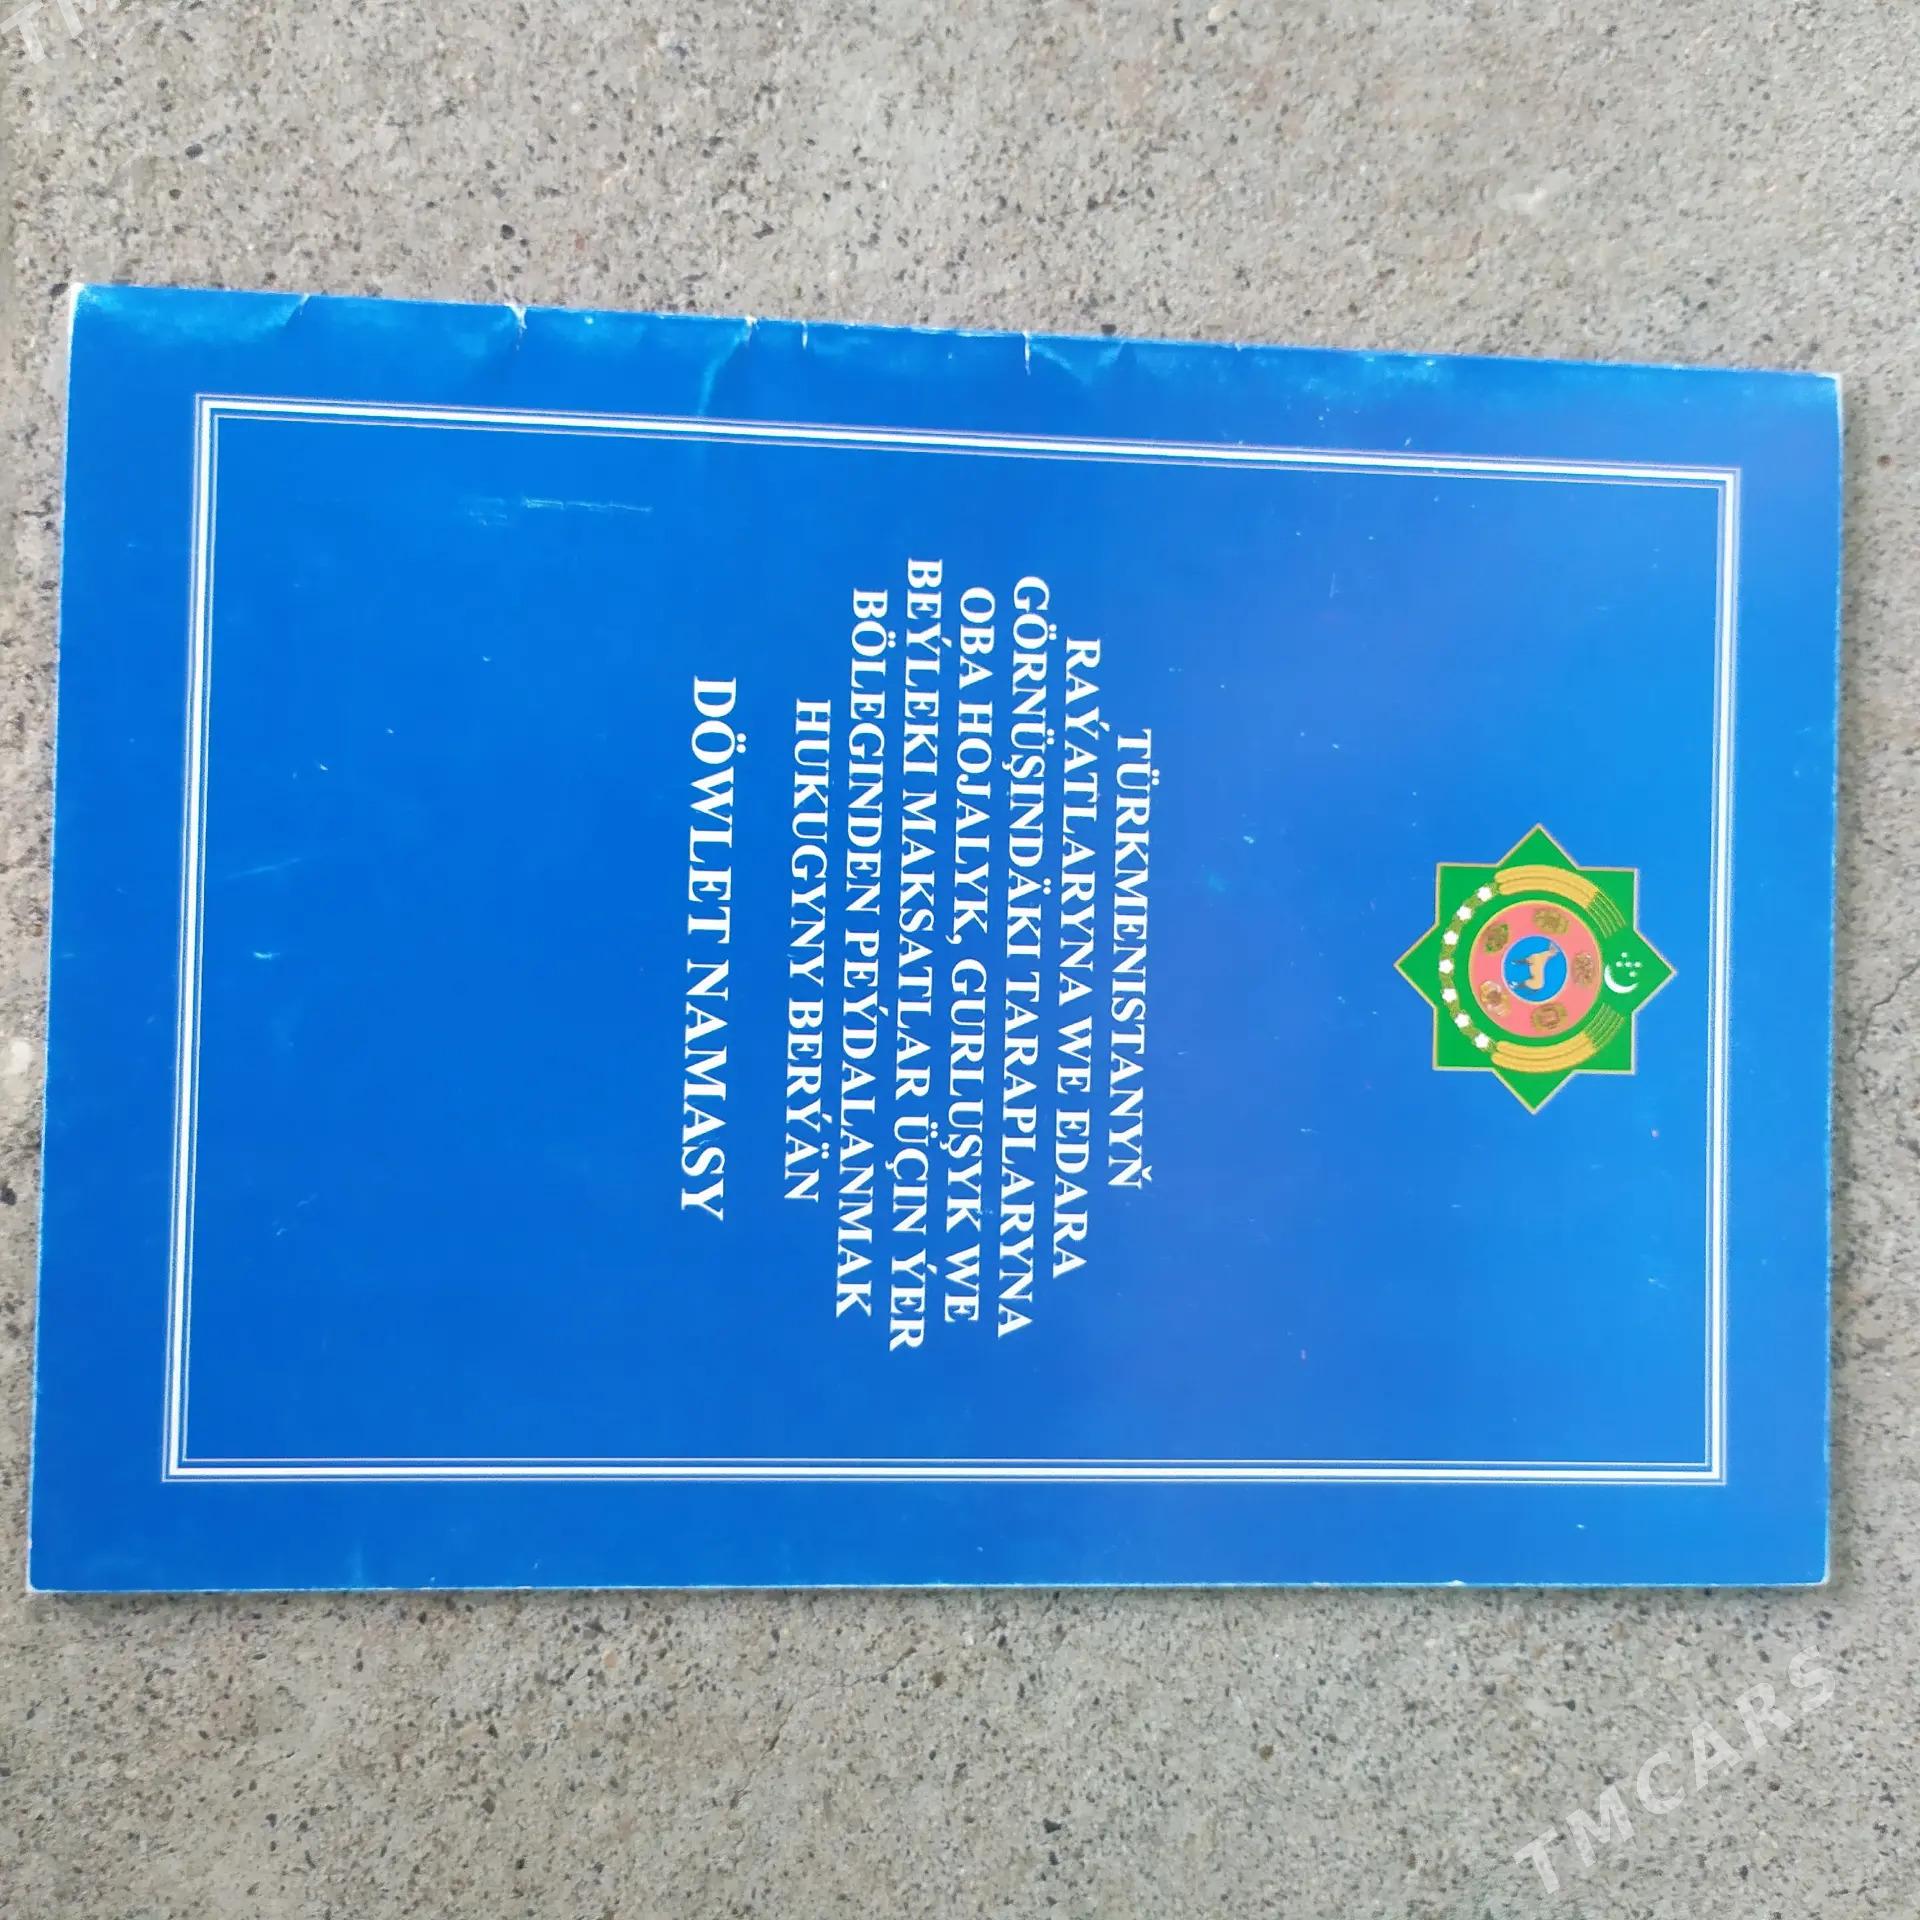 TÜRKMENISTANYŇ
RAÝATLARYNA WE EDARA
GÖRNÜŞINDÄKI TARAPLARYNA
OBA HOJALYK, GURLUŞYK WE
BEÝLEKI MAKSATLAR ÜÇIN ÝER
BÖLEGINDEN PEÝDALANMAK
HUKUGYNY BERÝÄN
DÖWLET NAMASY
TMCARS